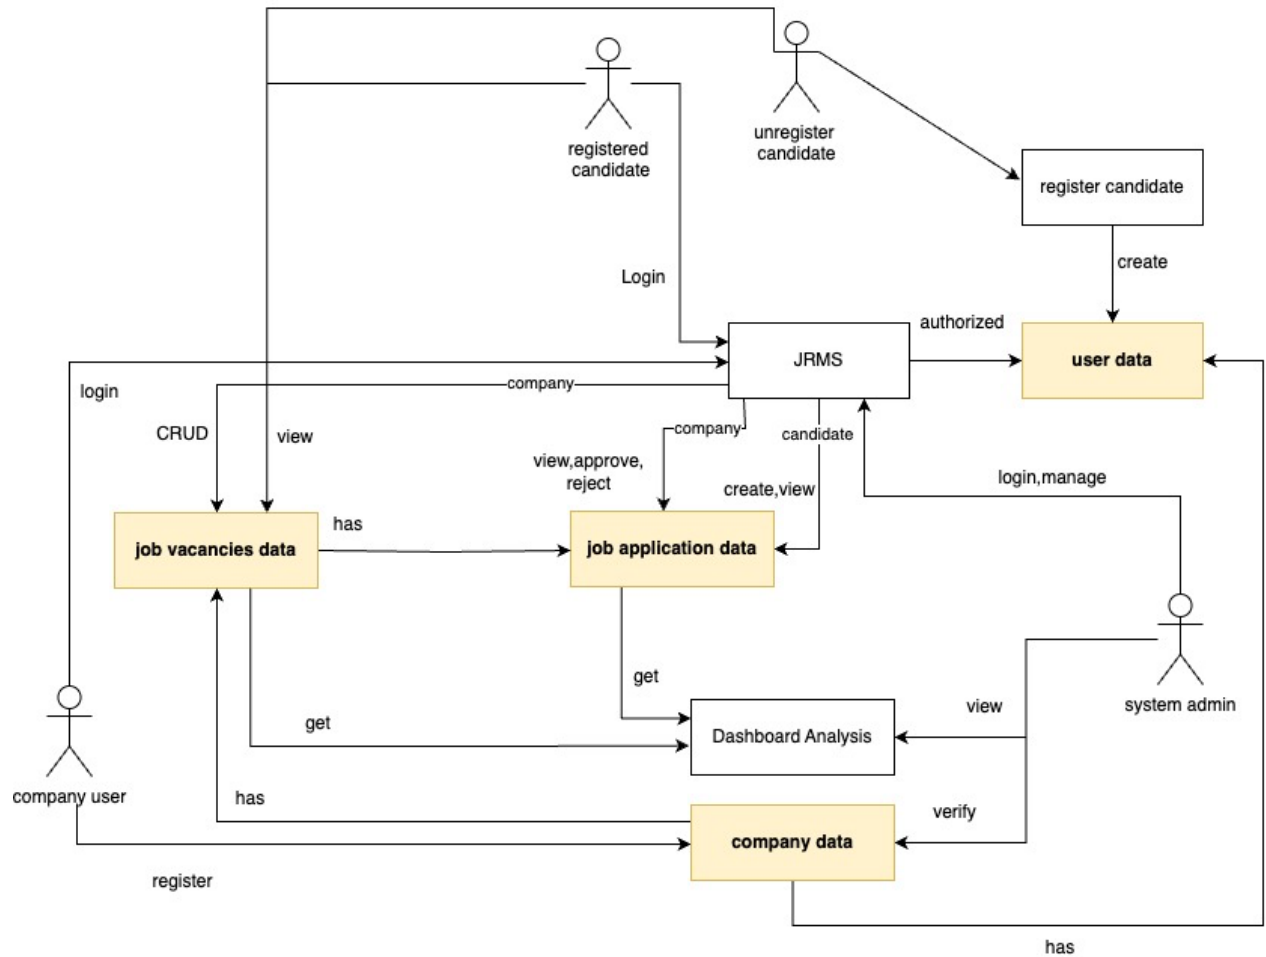 unregister
candidate
registered
candidate
register candidate
create
Login
authorized
JRMS
user data
login
company
CRUD
view
company
candidate
view,approve,
reject
create,view
login,manage
has
job vacancies data
job application data
get
view
system admin
get
Dashboard Analysis
company user
has
verify
company data
register
has